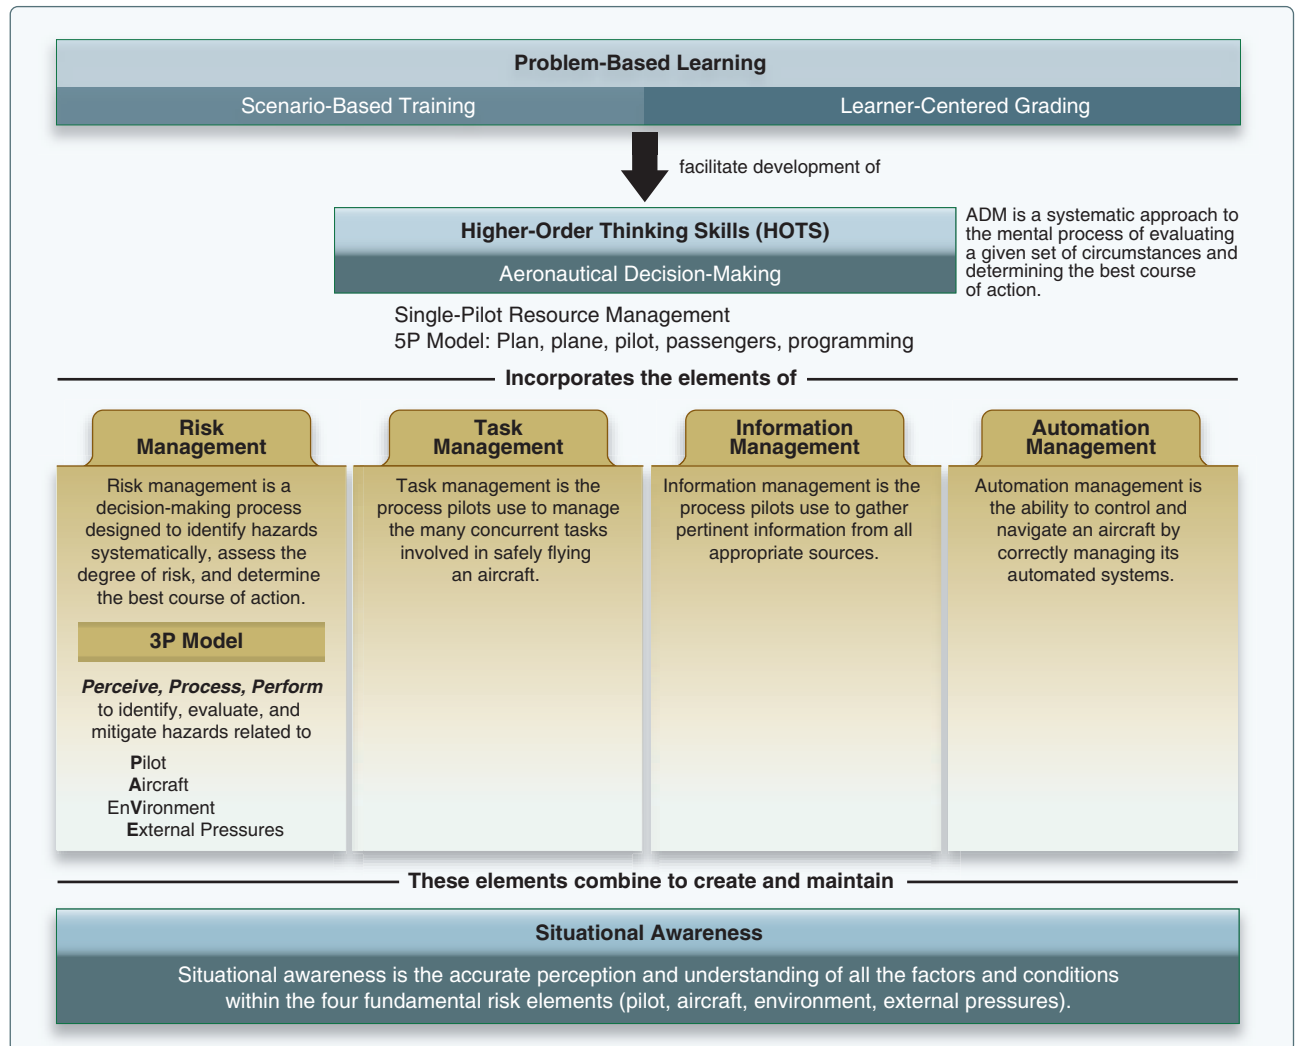 Problem-Based Learning
Scenario-Based Training
Learner-Centered Grading
facilitate development of
Higher-Order Thinking Skills (HOTS)
Aeronautical Decision-Making
ADM is a systematic approach to
the mental process of evaluating
a given set of circumstances and
determining the best course
of action.
Single-Pilot Resource Management
5P Model: Plan, plane, pilot, passengers, programming
Incorporates the elements of
Risk
Management
Risk management is a
decision-making process
designed to identify hazards
systematically, assess the
degree of risk, and determine
the best course of action.
3P Model
Perceive, Process, Perform
to identify, evaluate, and
mitigate hazards related to
Pilot
Aircraft
EnVironment
External Pressures
Task
Management
Task management is the
process pilots use to manage
the many concurrent tasks
involved in safely flying
an aircraft.
Information
Management
Information management is the
process pilots use to gather
pertinent information from all
appropriate sources.
Automation
Management
Automation management is
the ability to control and
navigate an aircraft by
correctly managing its
automated systems.
These elements combine to create and maintain
Situational Awareness
Situational awareness is the accurate perception and understanding of all the factors and conditions
within the four fundamental risk elements (pilot, aircraft, environment, external pressures).